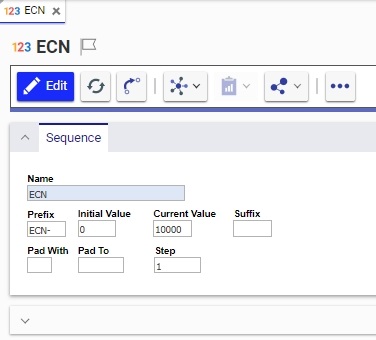 123 ECN ×
123 ECN
Edit
Sequence
Name
ECN
Prefix Initial Value Current Value Suffix
ECN- 0 10000
Pad With Pad To Step
1